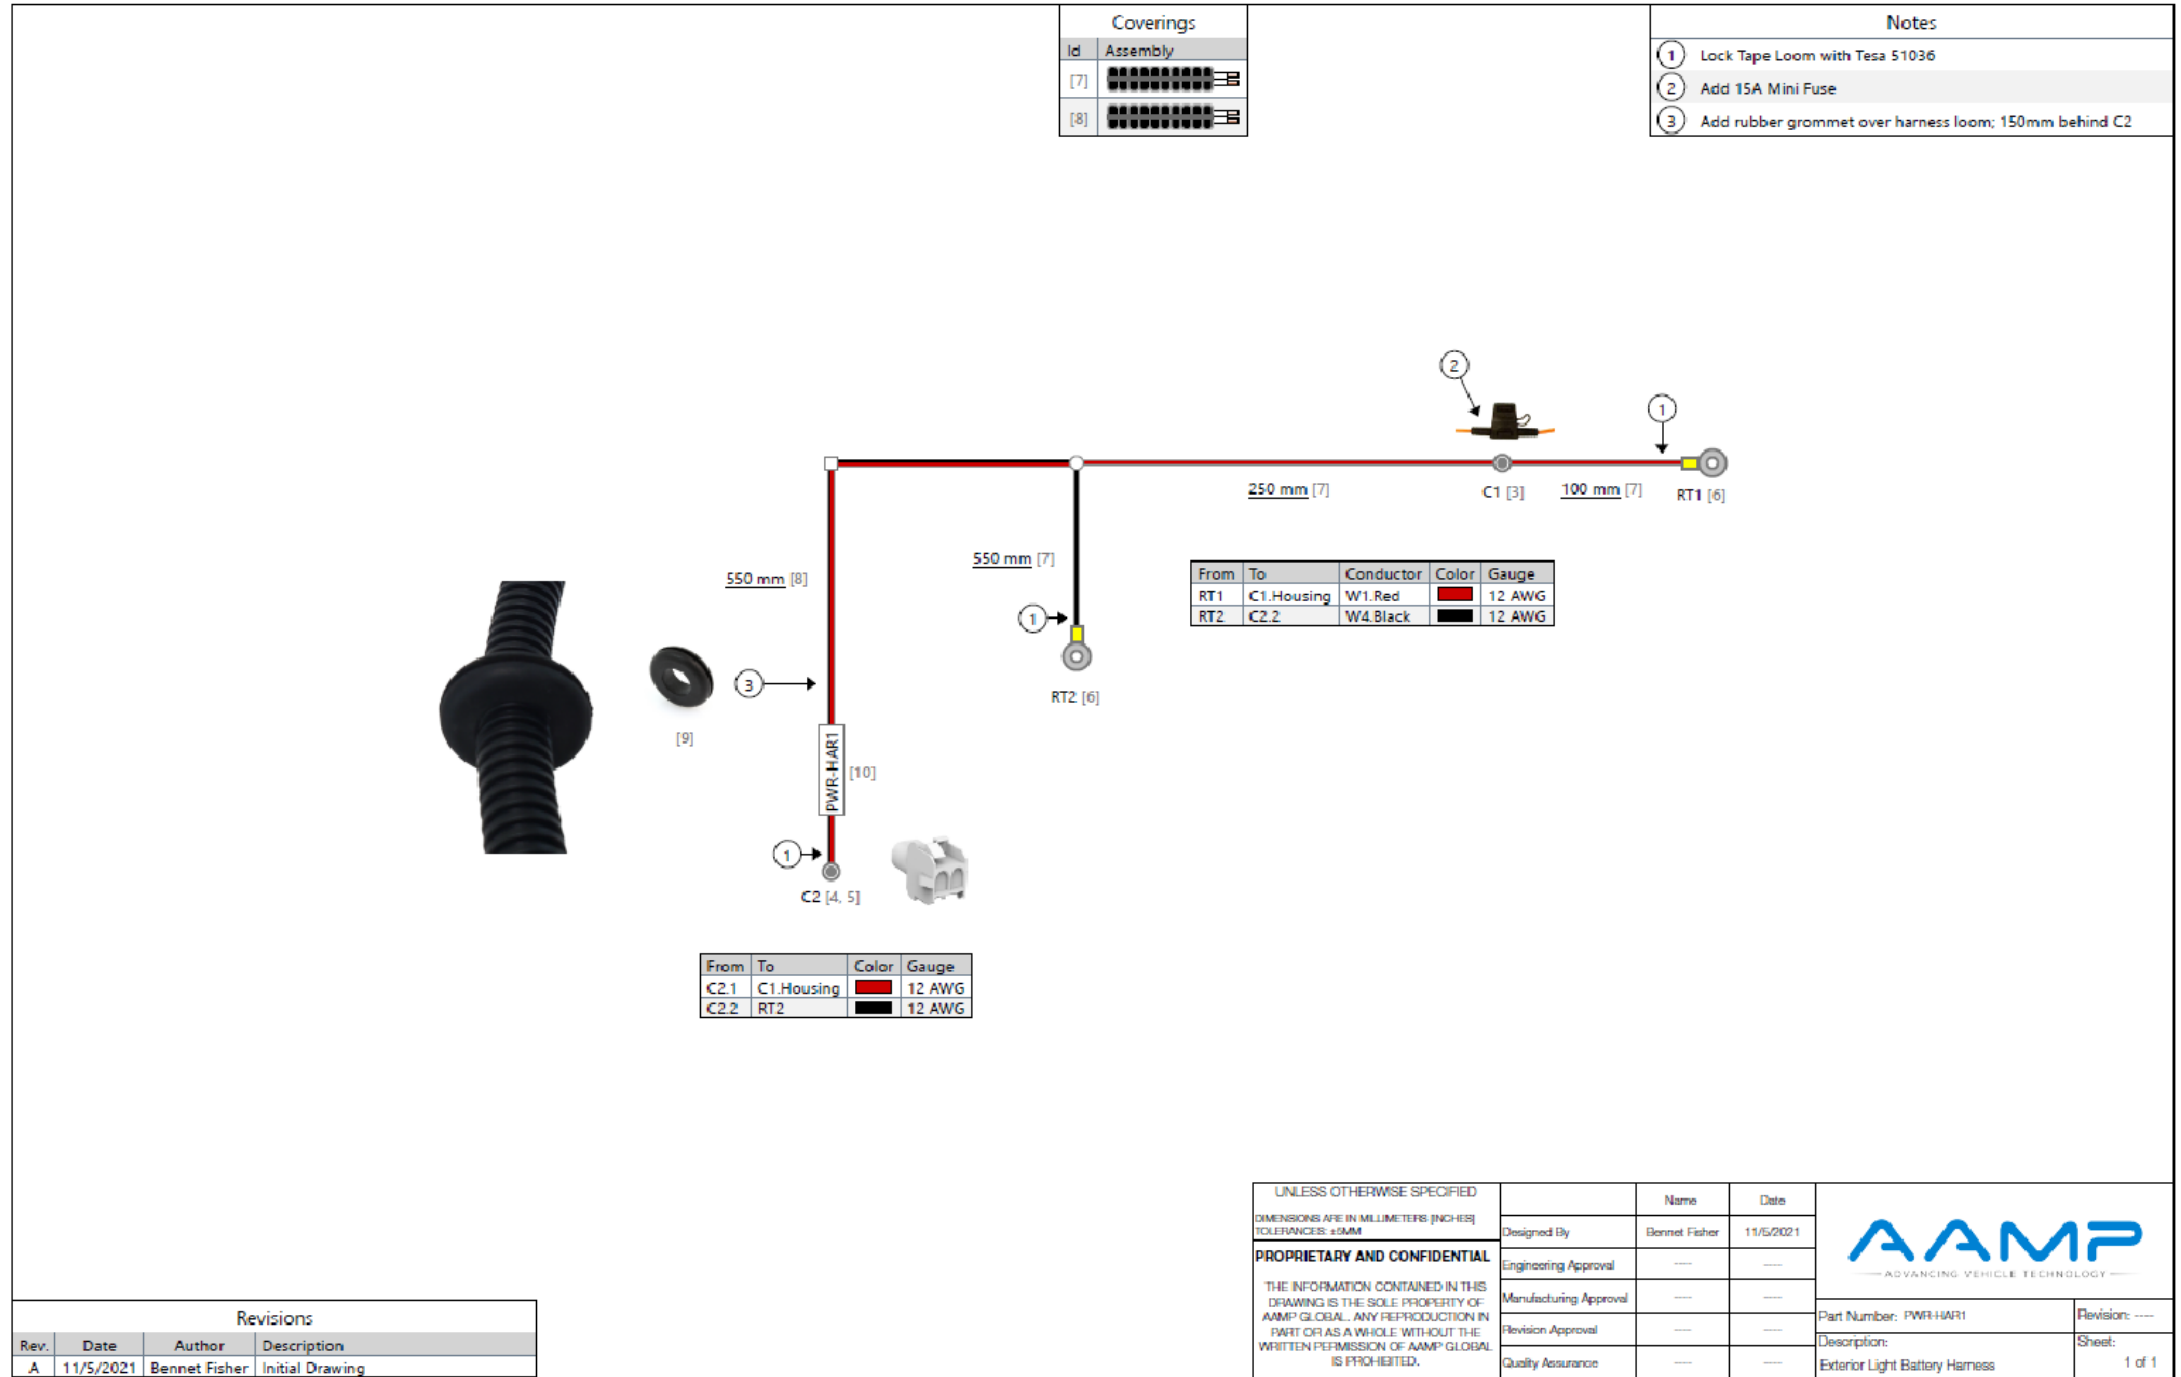 Coverings
Id Assembly
[7]
[8]
Notes
1 Lock Tape Loom with Tesa 51036
2 Add 15A Mini Fuse
3 Add rubber grommet over harness loom; 150mm behind C2
2
1
250 mm [7]
C1 [3]
100 mm [7]
RT1 [6]
550 mm [8]
550 mm [7]
From To Conductor Color Gauge
RT1 C1.Housing W1.Red 12 AWG
RT2 C2.2 W4.Black 12 AWG
1
3
RT2 [6]
[9]
PWR-HAR1
[10]
1
C2 [4, 5]
From To Color Gauge
C2.1 C1.Housing 12 AWG
C2.2 RT2 12 AWG
UNLESS OTHERWISE SPECIFIED
DIMENSIONS ARE IN MILLIMETERS [INCHES]
TOLERANCES: ±5MM
PROPRIETARY AND CONFIDENTIAL
THE INFORMATION CONTAINED IN THIS
DRAWING IS THE SOLE PROPERTY OF
AAMP GLOBAL. ANY REPRODUCTION IN
PART OR AS A WHOLE WITHOUT THE
WRITTEN PERMISSION OF AAMP GLOBAL
IS PROHIBITED.
Name Date
Designed By Bennet Fisher 11/5/2021
Engineering Approval ---- ----
Manufacturing Approval ---- ----
Revision Approval ---- ----
Quality Assurance ---- ----
AAMP
ADVANCING VEHICLE TECHNOLOGY
Part Number: PWR-HAR1
Revision: ----
Description:
Exterior Light Battery Harness
Sheet:
1 of 1
Revisions
Rev. Date Author Description
A 11/5/2021 Bennet Fisher Initial Drawing